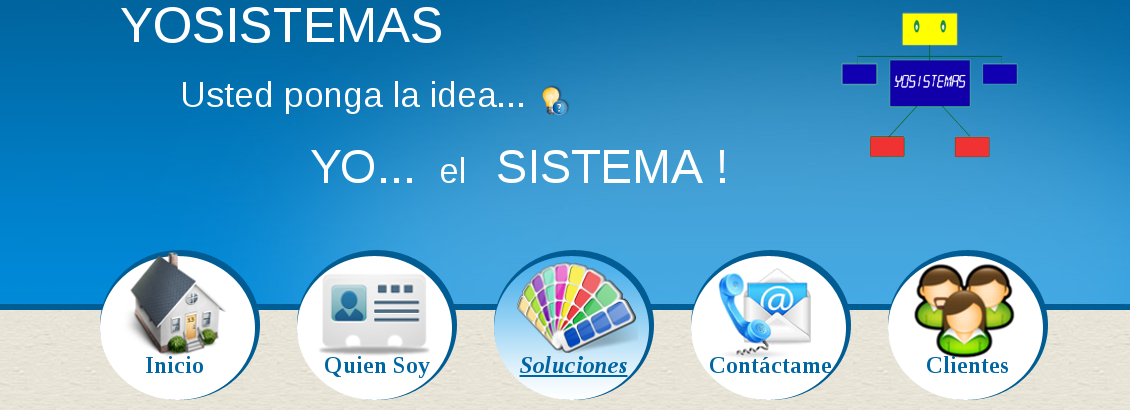 YOSISTEMAS
Usted ponga la idea...
YOSISTEMAS
YO... el SISTEMA !
Inicio
Quien Soy
Soluciones
Contáctame
Clientes